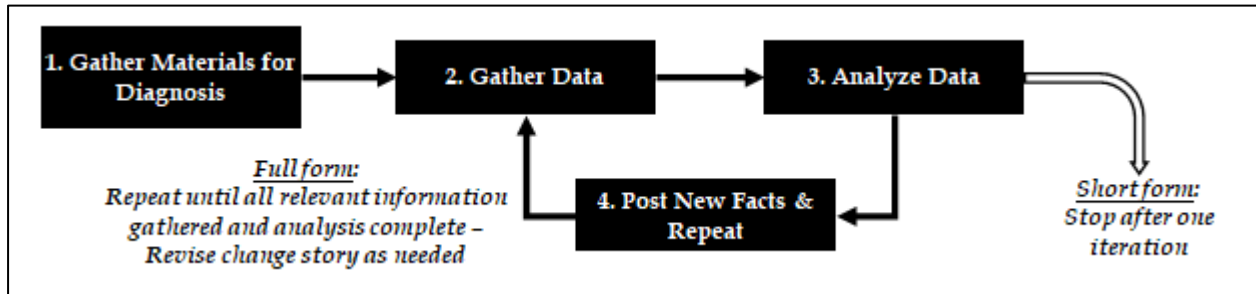 1. Gather Materials for
Diagnosis
2. Gather Data
3. Analyze Data
Full form:
Repeat until all relevant information
gathered and analysis complete –
Revise change story as needed
4. Post New Facts &
Repeat
Short form:
Stop after one
iteration